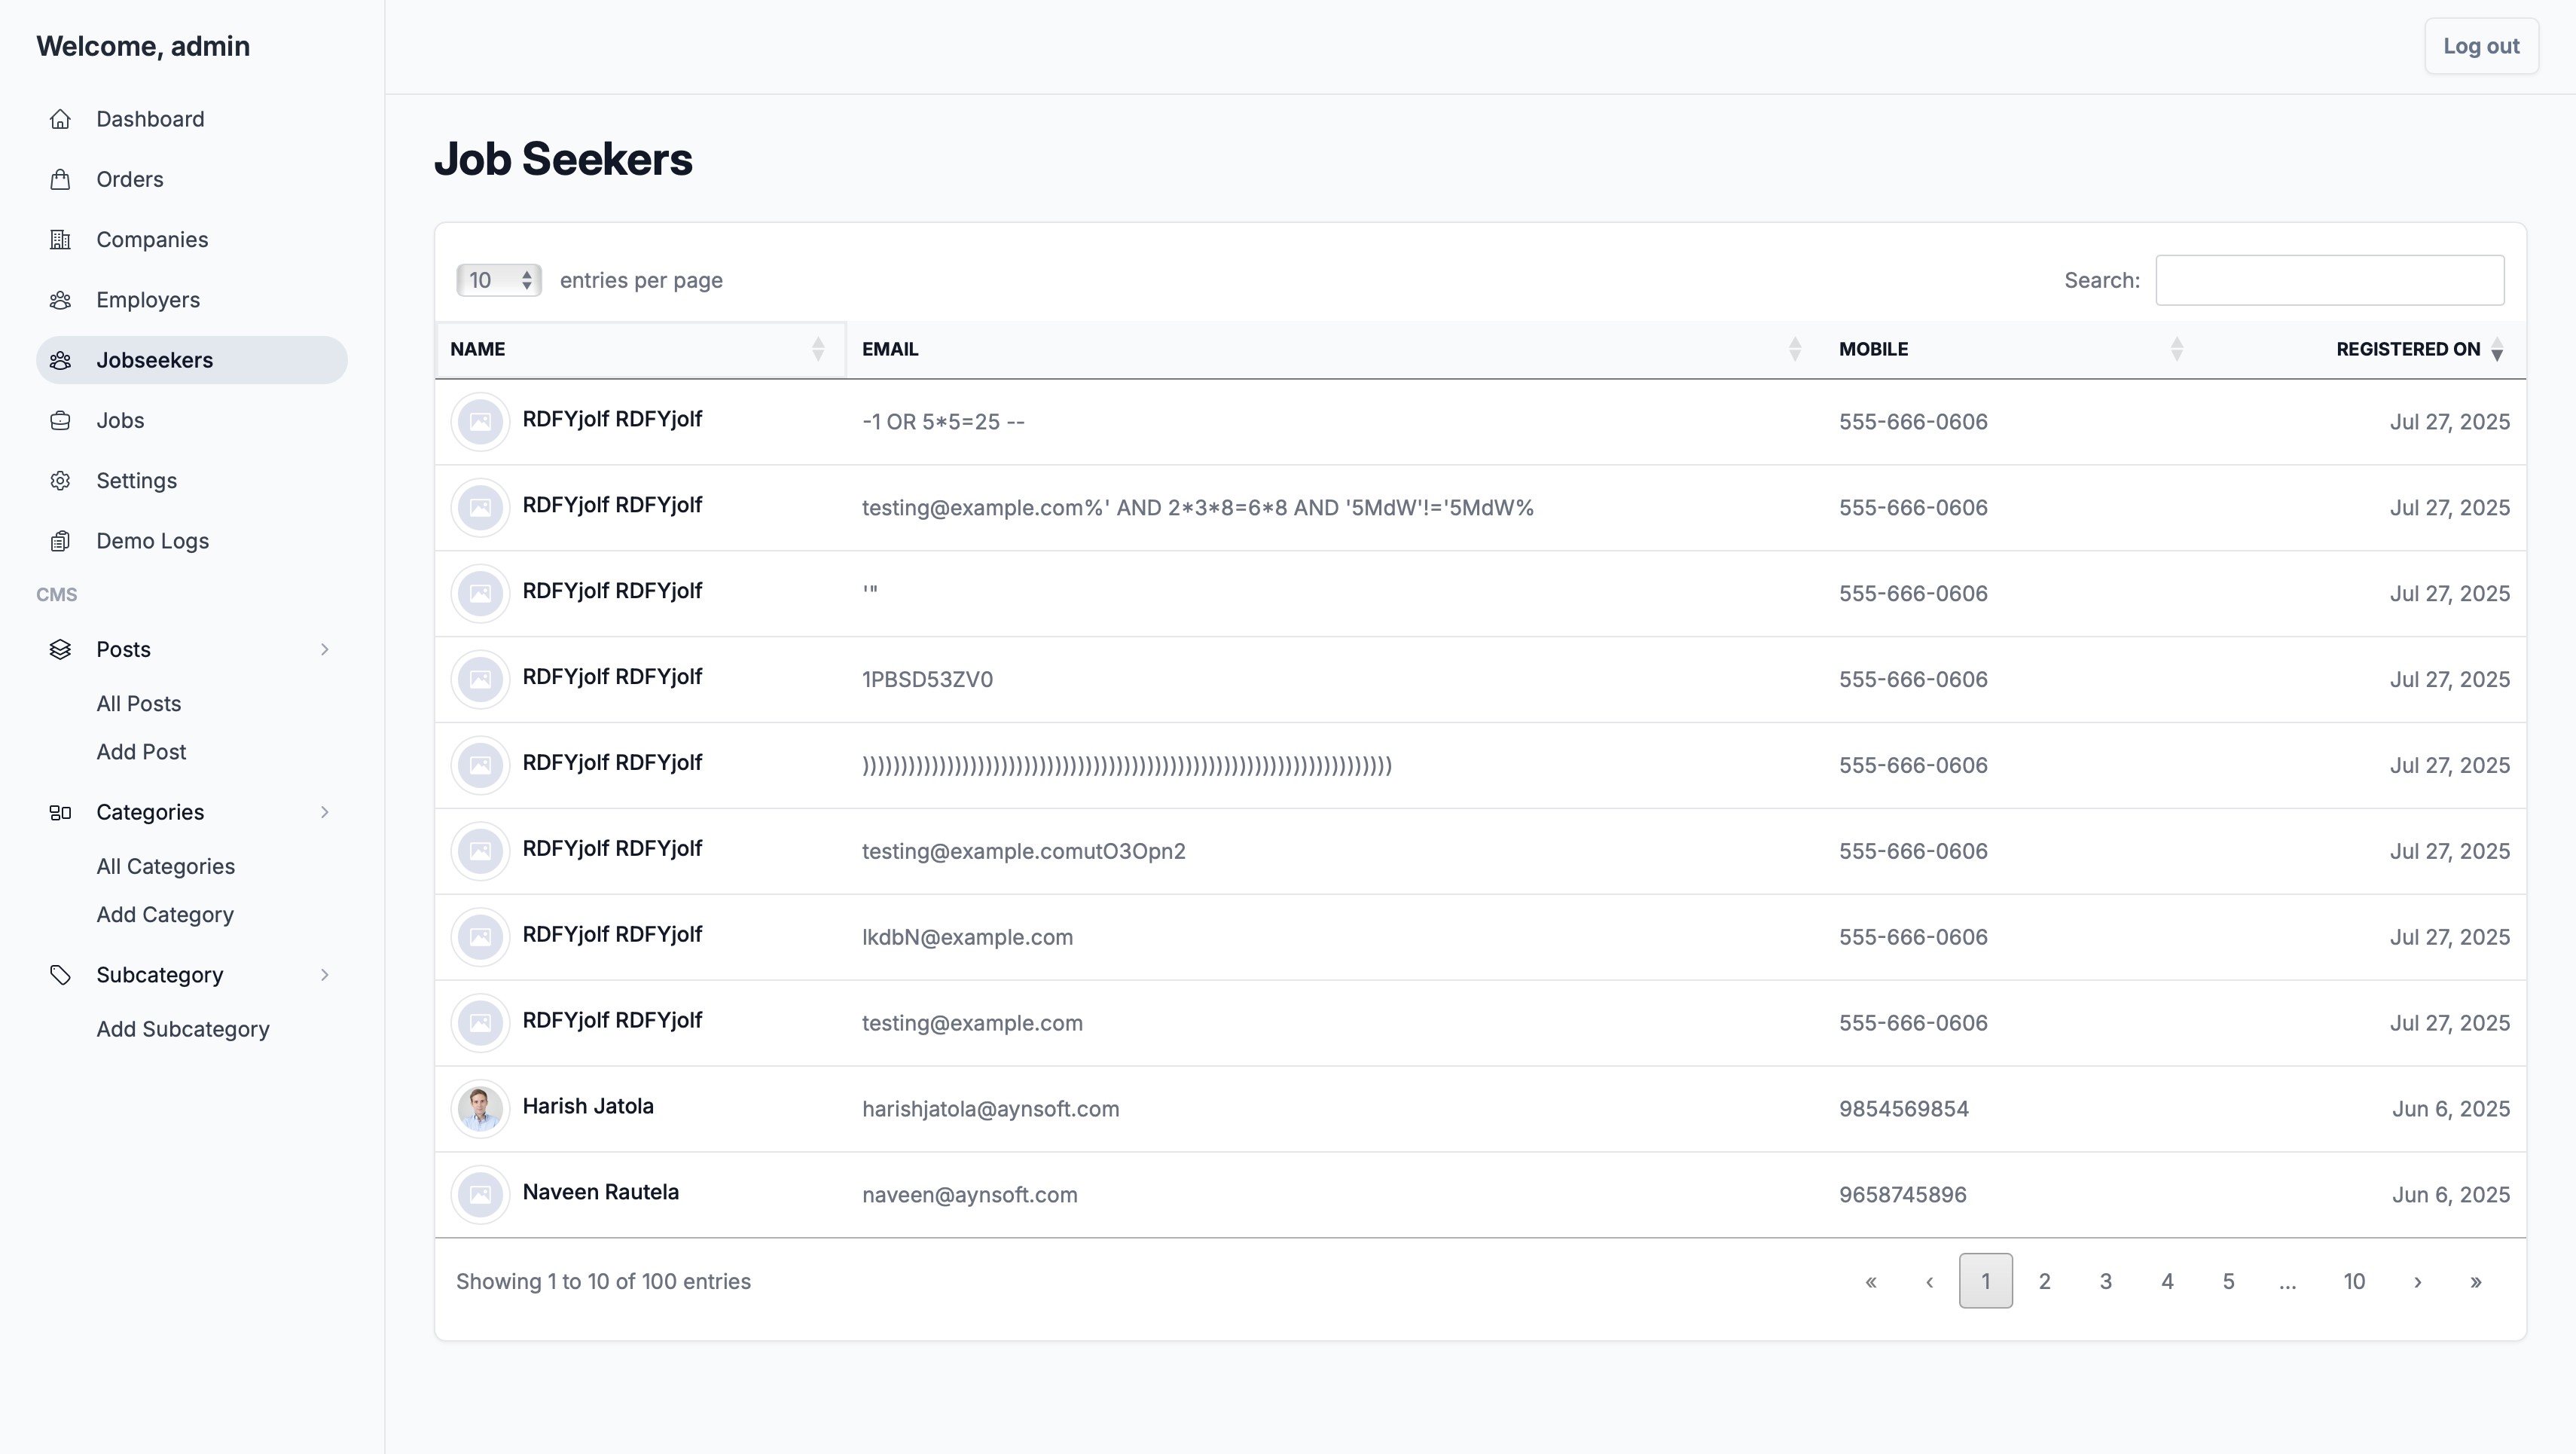 Welcome, admin
Log out
Dashboard
Orders
Companies
Employers
Jobseekers
Jobs
Settings
Demo Logs
CMS
Posts
All Posts
Add Post
Categories
All Categories
Add Category
Subcategory
Add Subcategory
Job Seekers
10 entries per page Search:
NAME EMAIL MOBILE REGISTERED ON
RDFYjolf RDFYjolf -1 OR 5*5=25 -- 555-666-0606 Jul 27, 2025
RDFYjolf RDFYjolf testing@example.com%' AND 2*3*8=6*8 AND '5MdW'!='5MdW% 555-666-0606 Jul 27, 2025
RDFYjolf RDFYjolf '" 555-666-0606 Jul 27, 2025
RDFYjolf RDFYjolf 1PBSD53ZV0 555-666-0606 Jul 27, 2025
RDFYjolf RDFYjolf )))))))))))))))))))))))))))))))))))))))))))))))))))))))))))))))))) 555-666-0606 Jul 27, 2025
RDFYjolf RDFYjolf testing@example.comutO3Opn2 555-666-0606 Jul 27, 2025
RDFYjolf RDFYjolf lkdbN@example.com 555-666-0606 Jul 27, 2025
RDFYjolf RDFYjolf testing@example.com 555-666-0606 Jul 27, 2025
Harish Jatola harishjatola@aynsoft.com 9854569854 Jun 6, 2025
Naveen Rautela naveen@aynsoft.com 9658745896 Jun 6, 2025
Showing 1 to 10 of 100 entries « ‹ 1 2 3 4 5 ... 10 › »